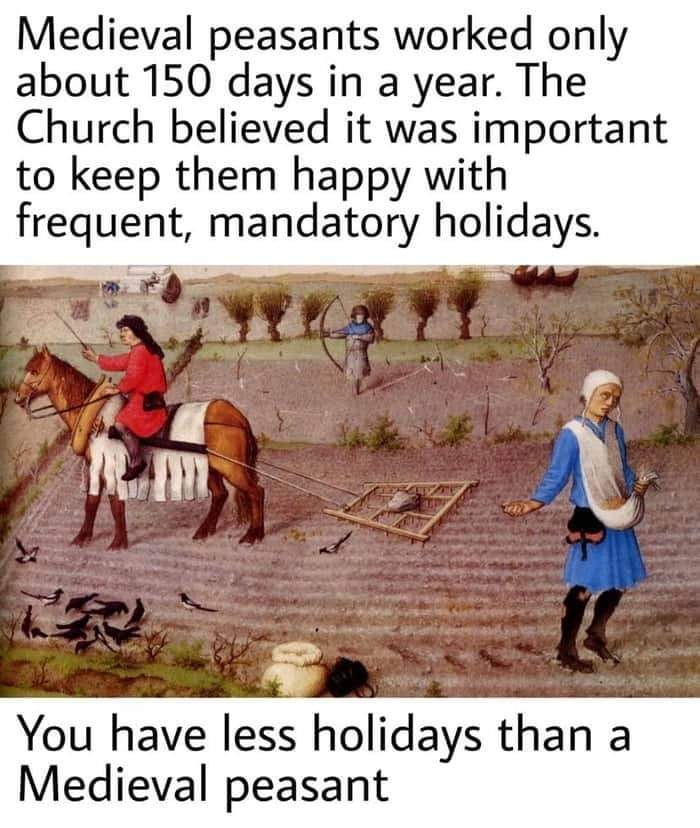 Medieval peasants worked only
about 150 days in a year. The
Church believed it was important
to keep them happy with
frequent, mandatory holidays.
You have less holidays than a
Medieval peasant